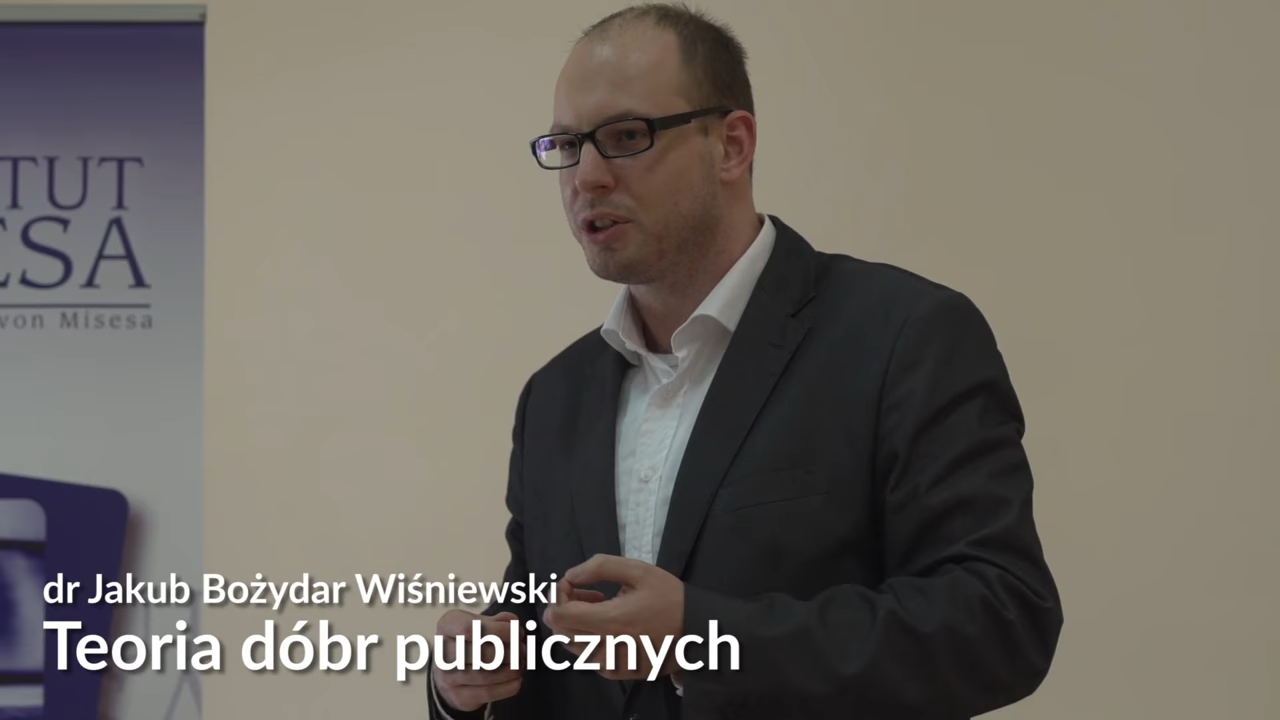 TUT
ESA
von Misesa
dr Jakub Bożydar Wiśniewski
Teoria dóbr publicznych